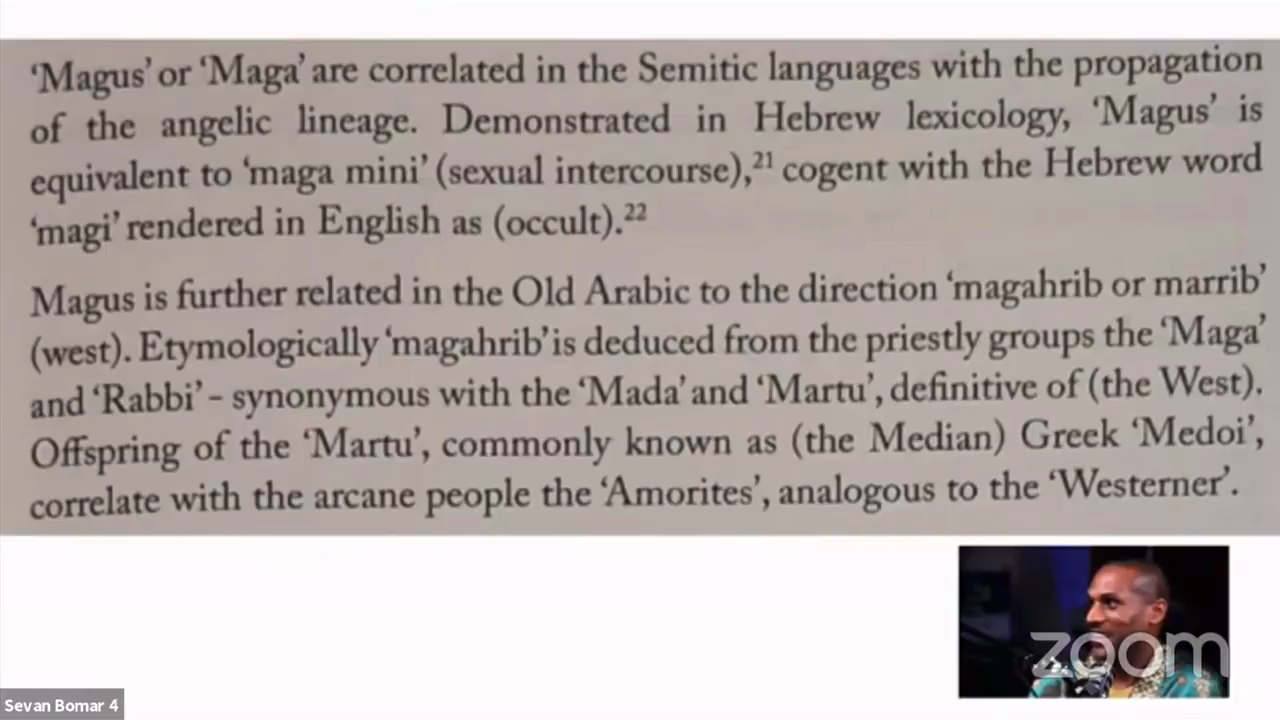 ‘Magus’ or ‘Maga’ are correlated in the Semitic languages with the propagation
of the angelic lineage. Demonstrated in Hebrew lexicology, ‘Magus’ is
equivalent to ‘maga mini’ (sexual intercourse),²¹ cogent with the Hebrew word
‘magi’ rendered in English as (occult).²²
Magus is further related in the Old Arabic to the direction ‘magahrib or marrib’
(west). Etymologically ‘magahrib’ is deduced from the priestly groups the ‘Maga’
and ‘Rabbi’ – synonymous with the ‘Mada’ and ‘Martu’, definitive of (the West).
Offspring of the ‘Martu’, commonly known as (the Median) Greek ‘Medoi’,
correlate with the arcane people the ‘Amorites’, analogous to the ‘Westerner’.
zoom
Sevan Bomar 4